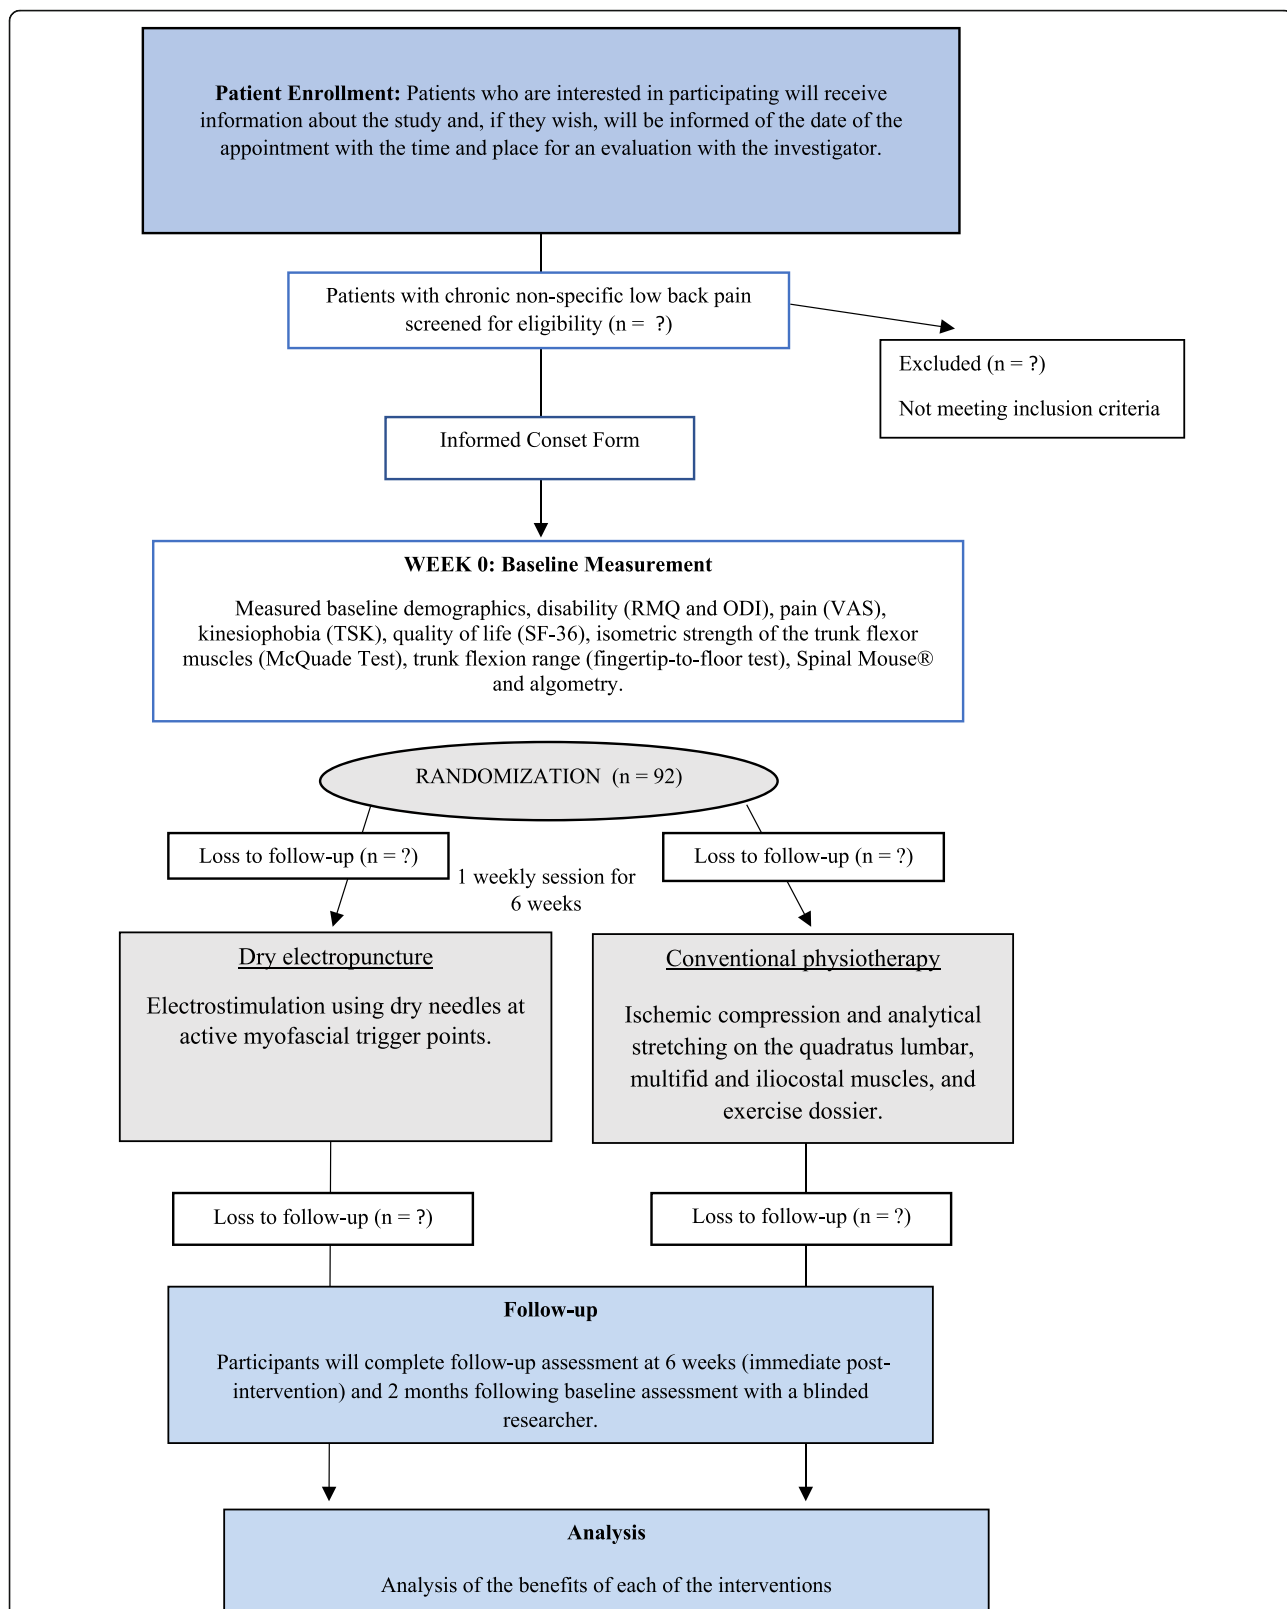 Patient Enrollment: Patients who are interested in participating will receive
information about the study and, if they wish, will be informed of the date of the
appointment with the time and place for an evaluation with the investigator.
Patients with chronic non-specific low back pain
screened for eligibility (n = ?)
Excluded (n = ?)
Not meeting inclusion criteria
Informed Conset Form
WEEK 0: Baseline Measurement
Measured baseline demographics, disability (RMQ and ODI), pain (VAS),
kinesiophobia (TSK), quality of life (SF-36), isometric strength of the trunk flexor
muscles (McQuade Test), trunk flexion range (fingertip-to-floor test), Spinal Mouse®
and algometry.
RANDOMIZATION (n = 92)
Loss to follow-up (n = ?)
Loss to follow-up (n = ?)
1 weekly session for
6 weeks
Dry electropuncture
Electrostimulation using dry needles at
active myofascial trigger points.
Conventional physiotherapy
Ischemic compression and analytical
stretching on the quadratus lumbar,
multifid and iliocostal muscles, and
exercise dossier.
Loss to follow-up (n = ?)
Loss to follow-up (n = ?)
Follow-up
Participants will complete follow-up assessment at 6 weeks (immediate post-
intervention) and 2 months following baseline assessment with a blinded
researcher.
Analysis
Analysis of the benefits of each of the interventions